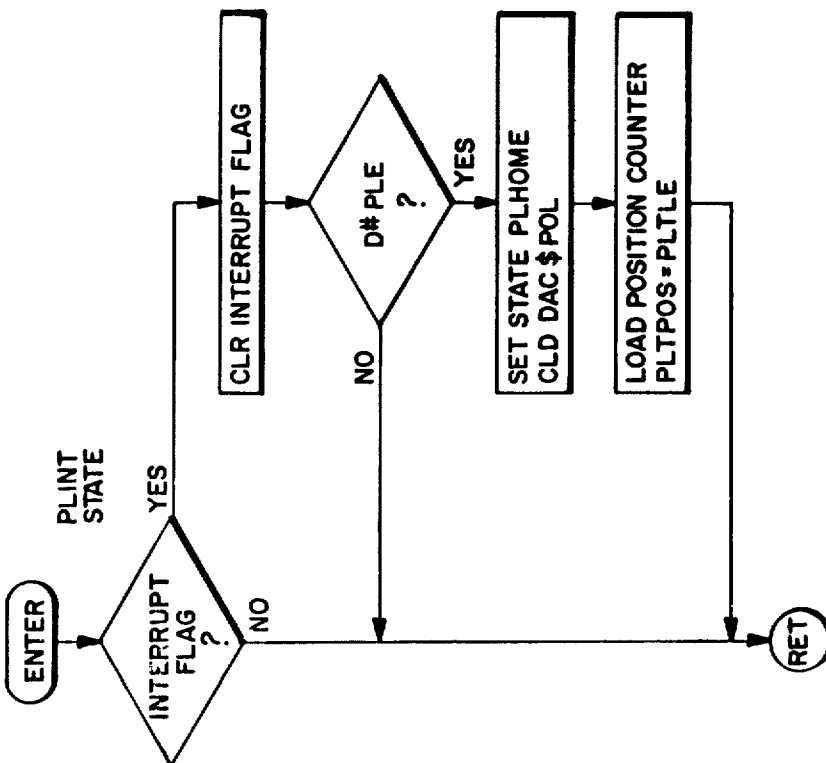 PLINT
STATE
ENTER
INTERRUPT
FLAG
?
YES
NO
CLR INTERRUPT FLAG
D#PLE
?
NO
YES
SET STATE PLHOME
CLD DAC$POL
LOAD POSITION COUNTER
PLTPOS=PLTLE
RET